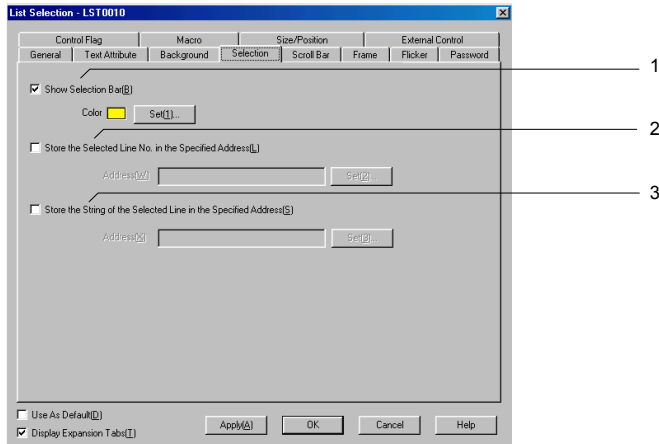 List Selection - LST0010
Control Flag Macro Size/Position External Control
General Text Attribute Background Selection Scroll Bar Frame Flicker Password
1
Show Selection Bar(B)
Color Set(1)...
2
Store the Selected Line No. in the Specified Address(L)
Address(W) Set(2)...
3
Store the String of the Selected Line in the Specified Address(S)
Address(X) Set(3)...
Use As Default(D)
Display Expansion Tabs(T)
Apply(A) OK Cancel Help